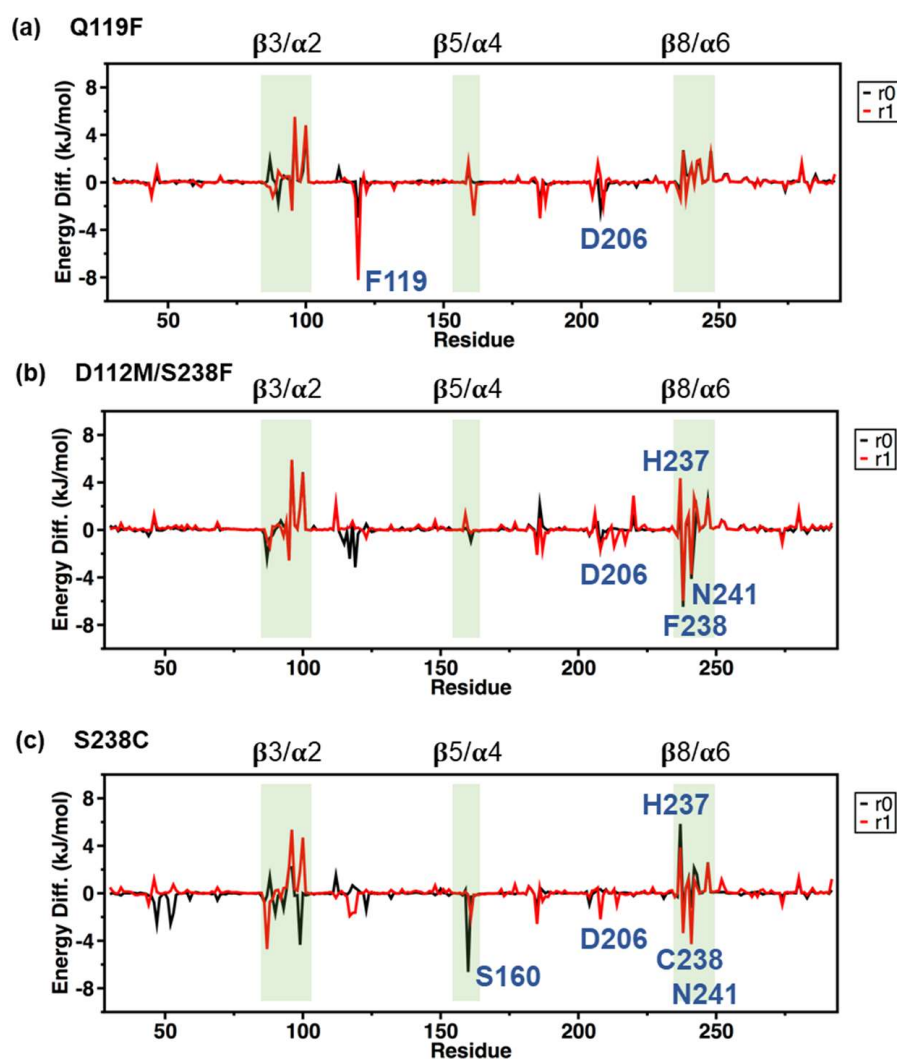 (a) Q119F
β3/α2 β5/α4 β8/α6
r0
r1
8
4
0
-4
-8
Energy Diff. (kJ/mol)
F119
D206
50 100 150 200 250
Residue
(b) D112M/S238F
β3/α2 β5/α4 β8/α6
r0
r1
8
4
0
-4
-8
Energy Diff. (kJ/mol)
H237
D206
N241
F238
50 100 150 200 250
Residue
(c) S238C
β3/α2 β5/α4 β8/α6
r0
r1
8
4
0
-4
-8
Energy Diff. (kJ/mol)
H237
D206
C238
S160
N241
50 100 150 200 250
Residue